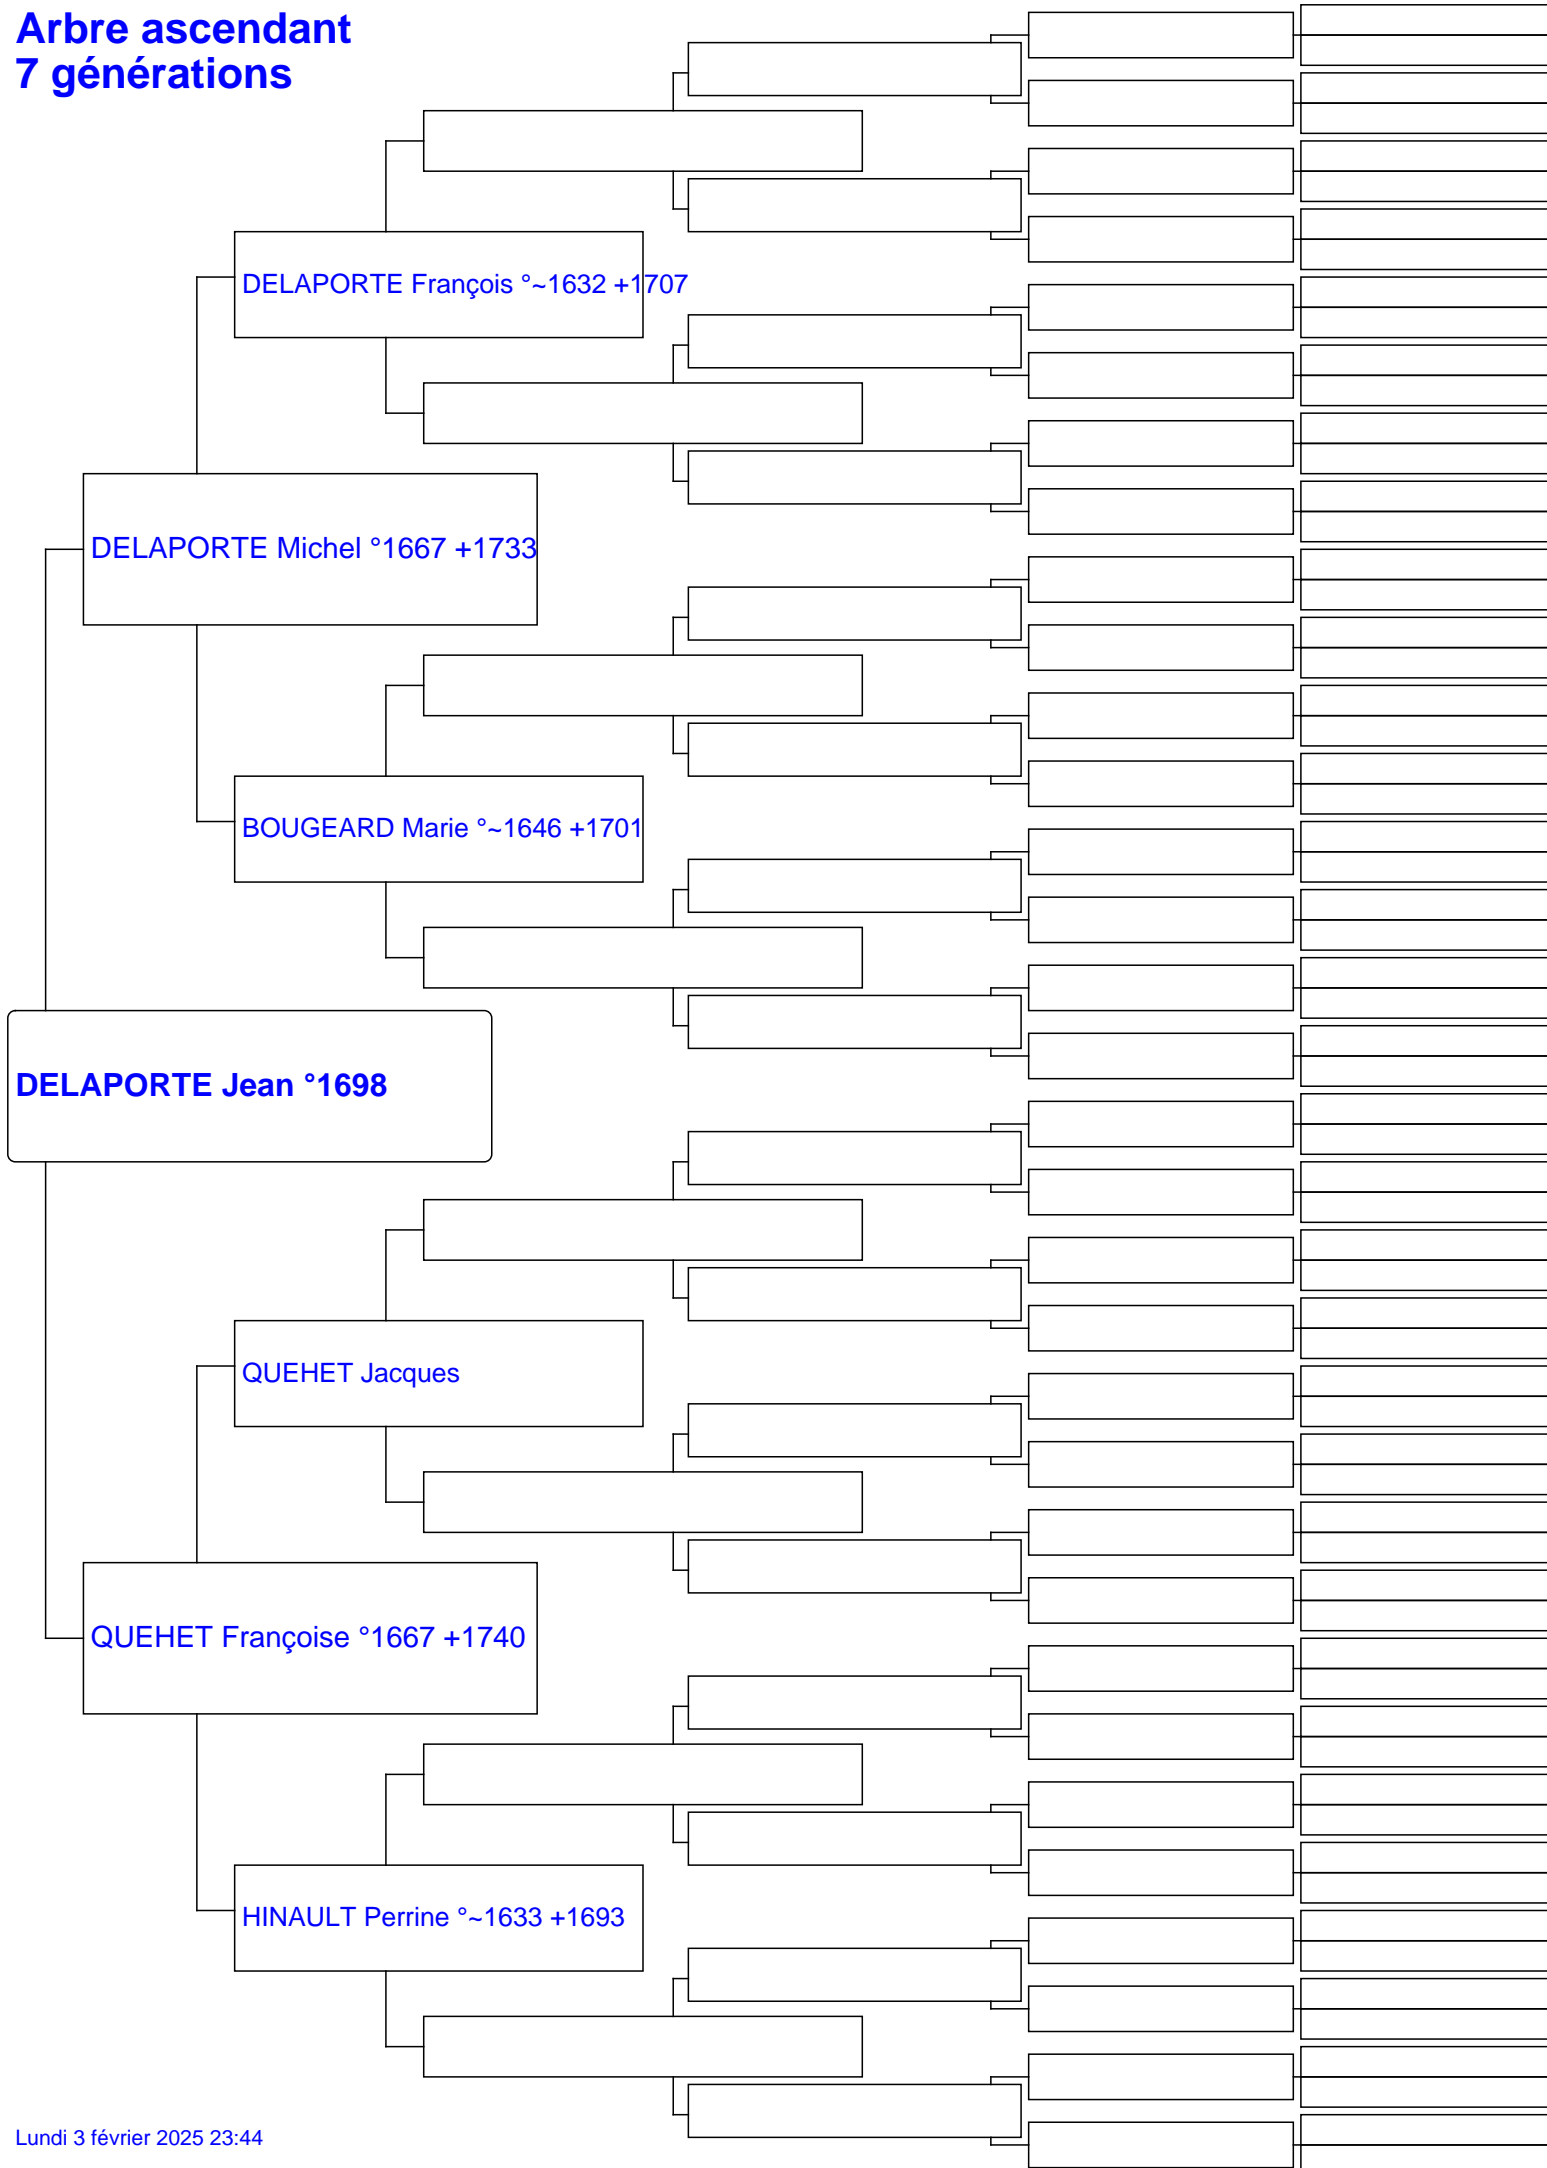 Arbre ascendant
7 générations
DELAPORTE François °~1632 +1707
DELAPORTE Michel °1667 +1733
BOUGEARD Marie °~1646 +1701
DELAPORTE Jean °1698
QUEHET Jacques
QUEHET Françoise °1667 +1740
HINAULT Perrine °~1633 +1693
Lundi 3 février 2025 23:44